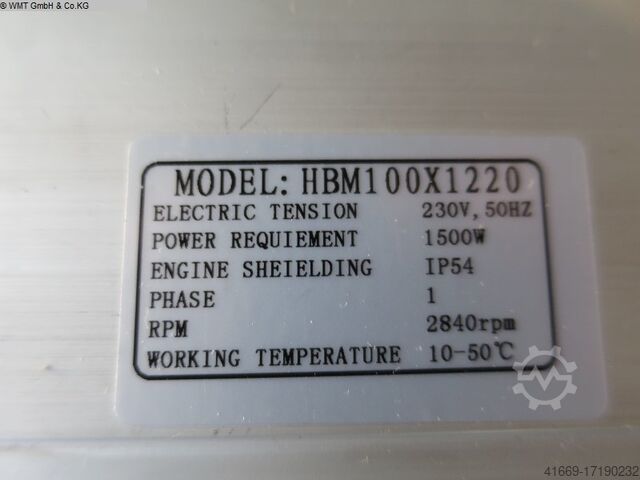 © WMT GmbH & Co.KG
MODEL: HBM100X1220
ELECTRIC TENSION 230V, 50HZ
POWER REQUIEMENT 1500W
ENGINE SHEIELDING IP54
PHASE 1
RPM 2840rpm
WORKING TEMPERATURE 10-50℃
41669-17190232